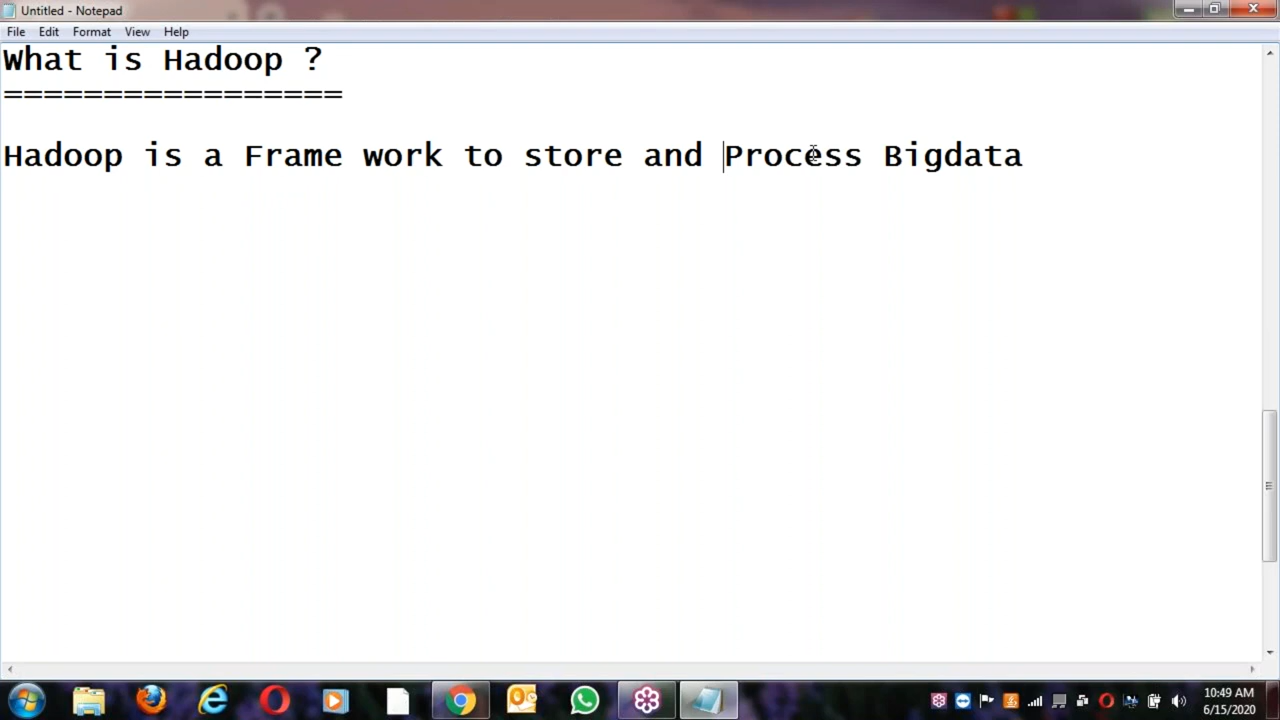 Untitled - Notepad
File Edit Format View Help
What is Hadoop ?
=================
Hadoop is a Frame work to store and Process Bigdata
10:49 AM
6/15/2020